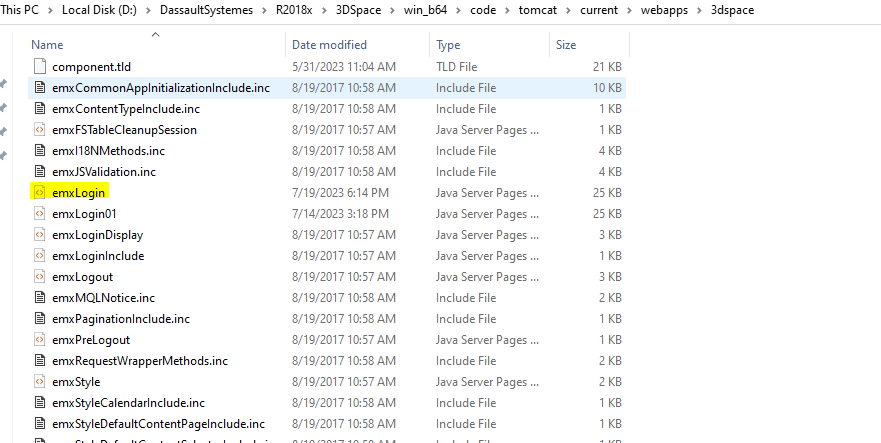 This PC > Local Disk (D:) > DassaultSystemes > R2018x > 3DSpace > win_b64 > code > tomcat > current > webapps > 3dspace
Name Date modified Type Size
component.tld 5/31/2023 11:04 AM TLD File 21 KB
emxCommonAppInitializationInclude.inc 8/19/2017 10:58 AM Include File 10 KB
emxContentTypeInclude.inc 8/19/2017 10:58 AM Include File 1 KB
emxFSTableCleanupSession 8/19/2017 10:57 AM Java Server Pages ... 1 KB
emxI18NMethods.inc 8/19/2017 10:58 AM Include File 4 KB
emxJSValidation.inc 8/19/2017 10:58 AM Include File 4 KB
emxLogin 7/19/2023 6:14 PM Java Server Pages ... 25 KB
emxLogin01 7/14/2023 3:18 PM Java Server Pages ... 25 KB
emxLoginDisplay 8/19/2017 10:57 AM Java Server Pages ... 3 KB
emxLoginInclude 8/19/2017 10:57 AM Java Server Pages ... 1 KB
emxLogout 8/19/2017 10:57 AM Java Server Pages ... 3 KB
emxMQLNotice.inc 8/19/2017 10:58 AM Include File 2 KB
emxPaginationInclude.inc 8/19/2017 10:58 AM Include File 1 KB
emxPreLogout 8/19/2017 10:57 AM Java Server Pages ... 1 KB
emxRequestWrapperMethods.inc 8/19/2017 10:58 AM Include File 2 KB
emxStyle 8/19/2017 10:57 AM Java Server Pages ... 2 KB
emxStyleCalendarInclude.inc 8/19/2017 10:58 AM Include File 1 KB
emxStyleDefaultContentPageInclude.inc 8/19/2017 10:58 AM Include File 1 KB